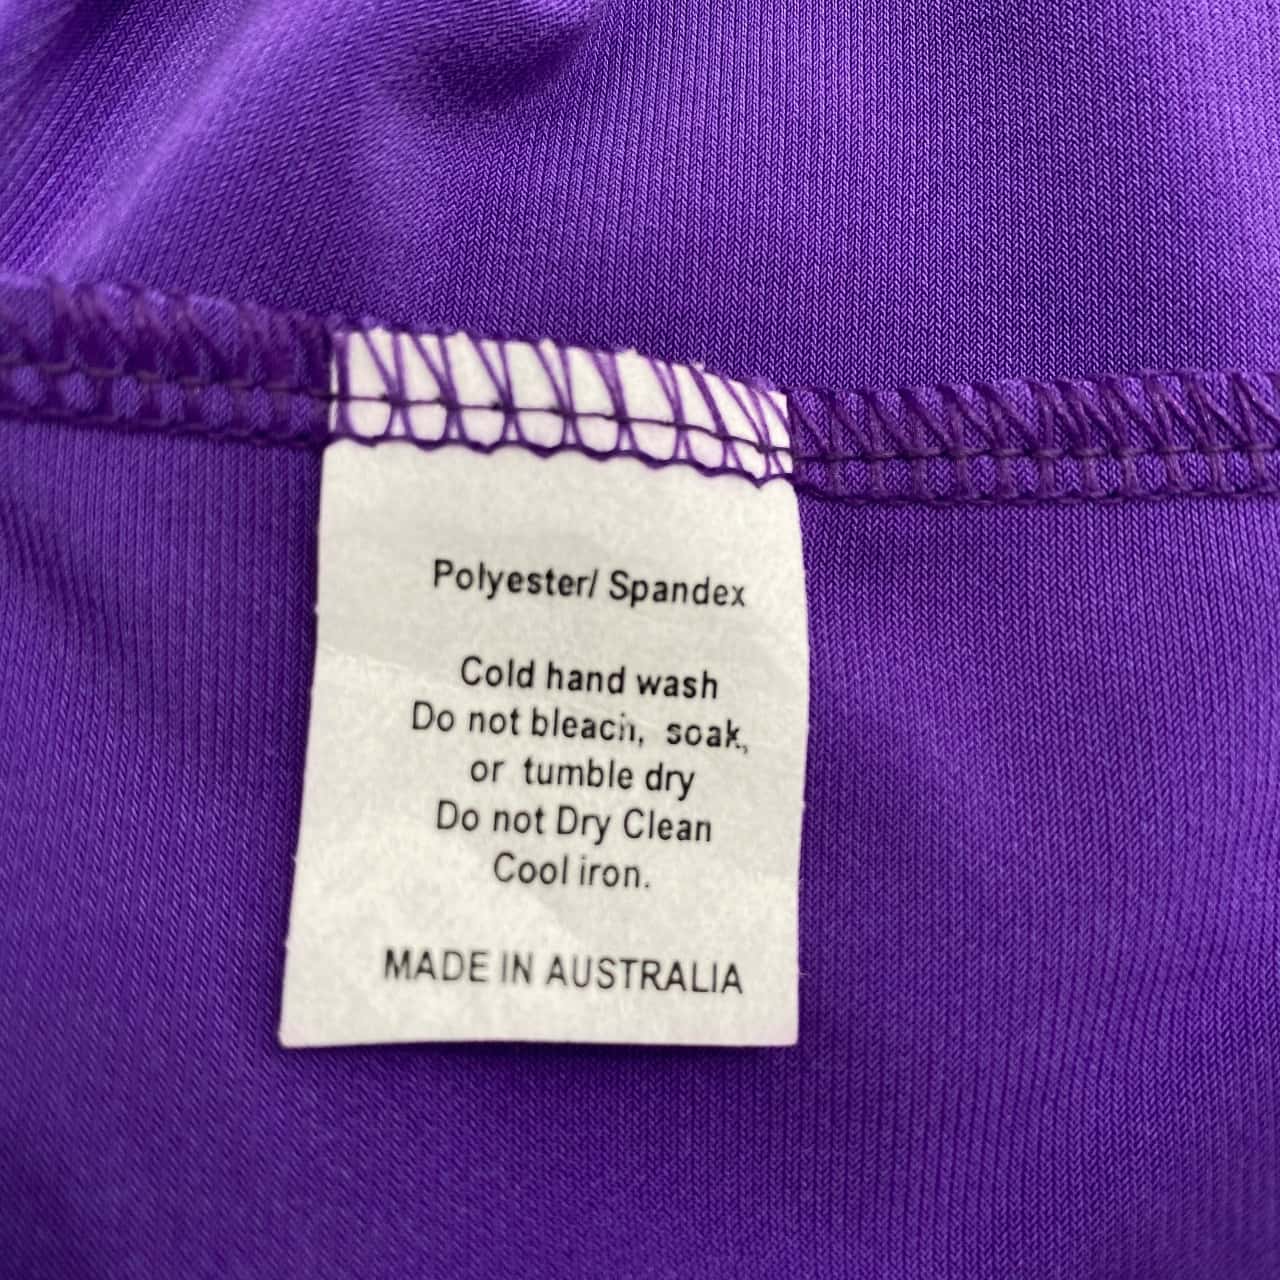 Polyester/ Spandex
Cold hand wash
Do not bleach, soak,
or tumble dry
Do not Dry Clean
Cool iron.
MADE IN AUSTRALIA